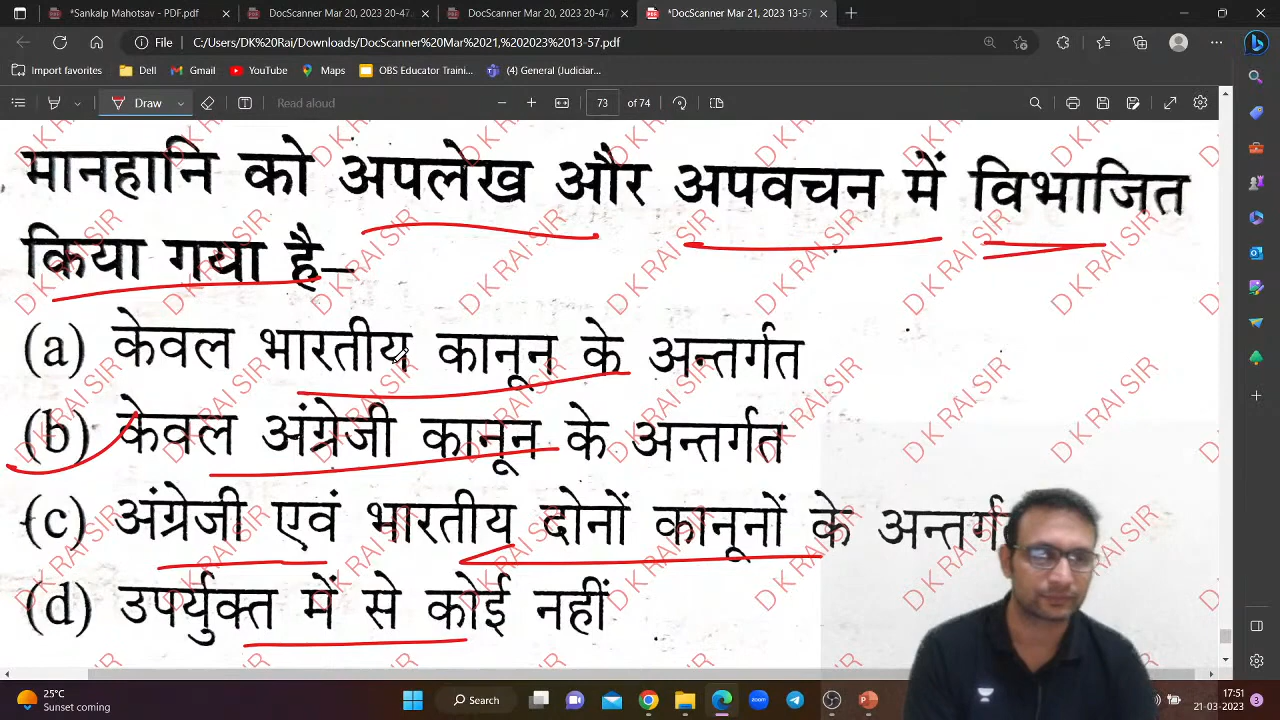 *Sankalp Mahotsav - PDF.pdf
DocScanner Mar 20, 2023 20-47
DocScanner Mar 20, 2023 20-47
*DocScanner Mar 21, 2023 13-57
File
C:/Users/DK%20Rai/Downloads/DocScanner%20Mar%2021,%202023%2013-57.pdf
Import favorites
Dell
Gmail
YouTube
Maps
OBS Educator Traini...
(4) General (Judiciar...
Draw
Read aloud
73 of 74
मानहानि को अपलेख और अपवचन में विभाजित
किया गया है–
(a) केवल भारतीय कानून के अन्तर्गत
(b) केवल अंग्रेजी कानून के अन्तर्गत
(c) अंग्रेजी एवं भारतीय दोनों कानूनों के
(d) उपर्युक्त में से कोई नहीं
D K RAI SIR
25°C
Sunset coming
Search
zoom
17:51
21-03-2023
3